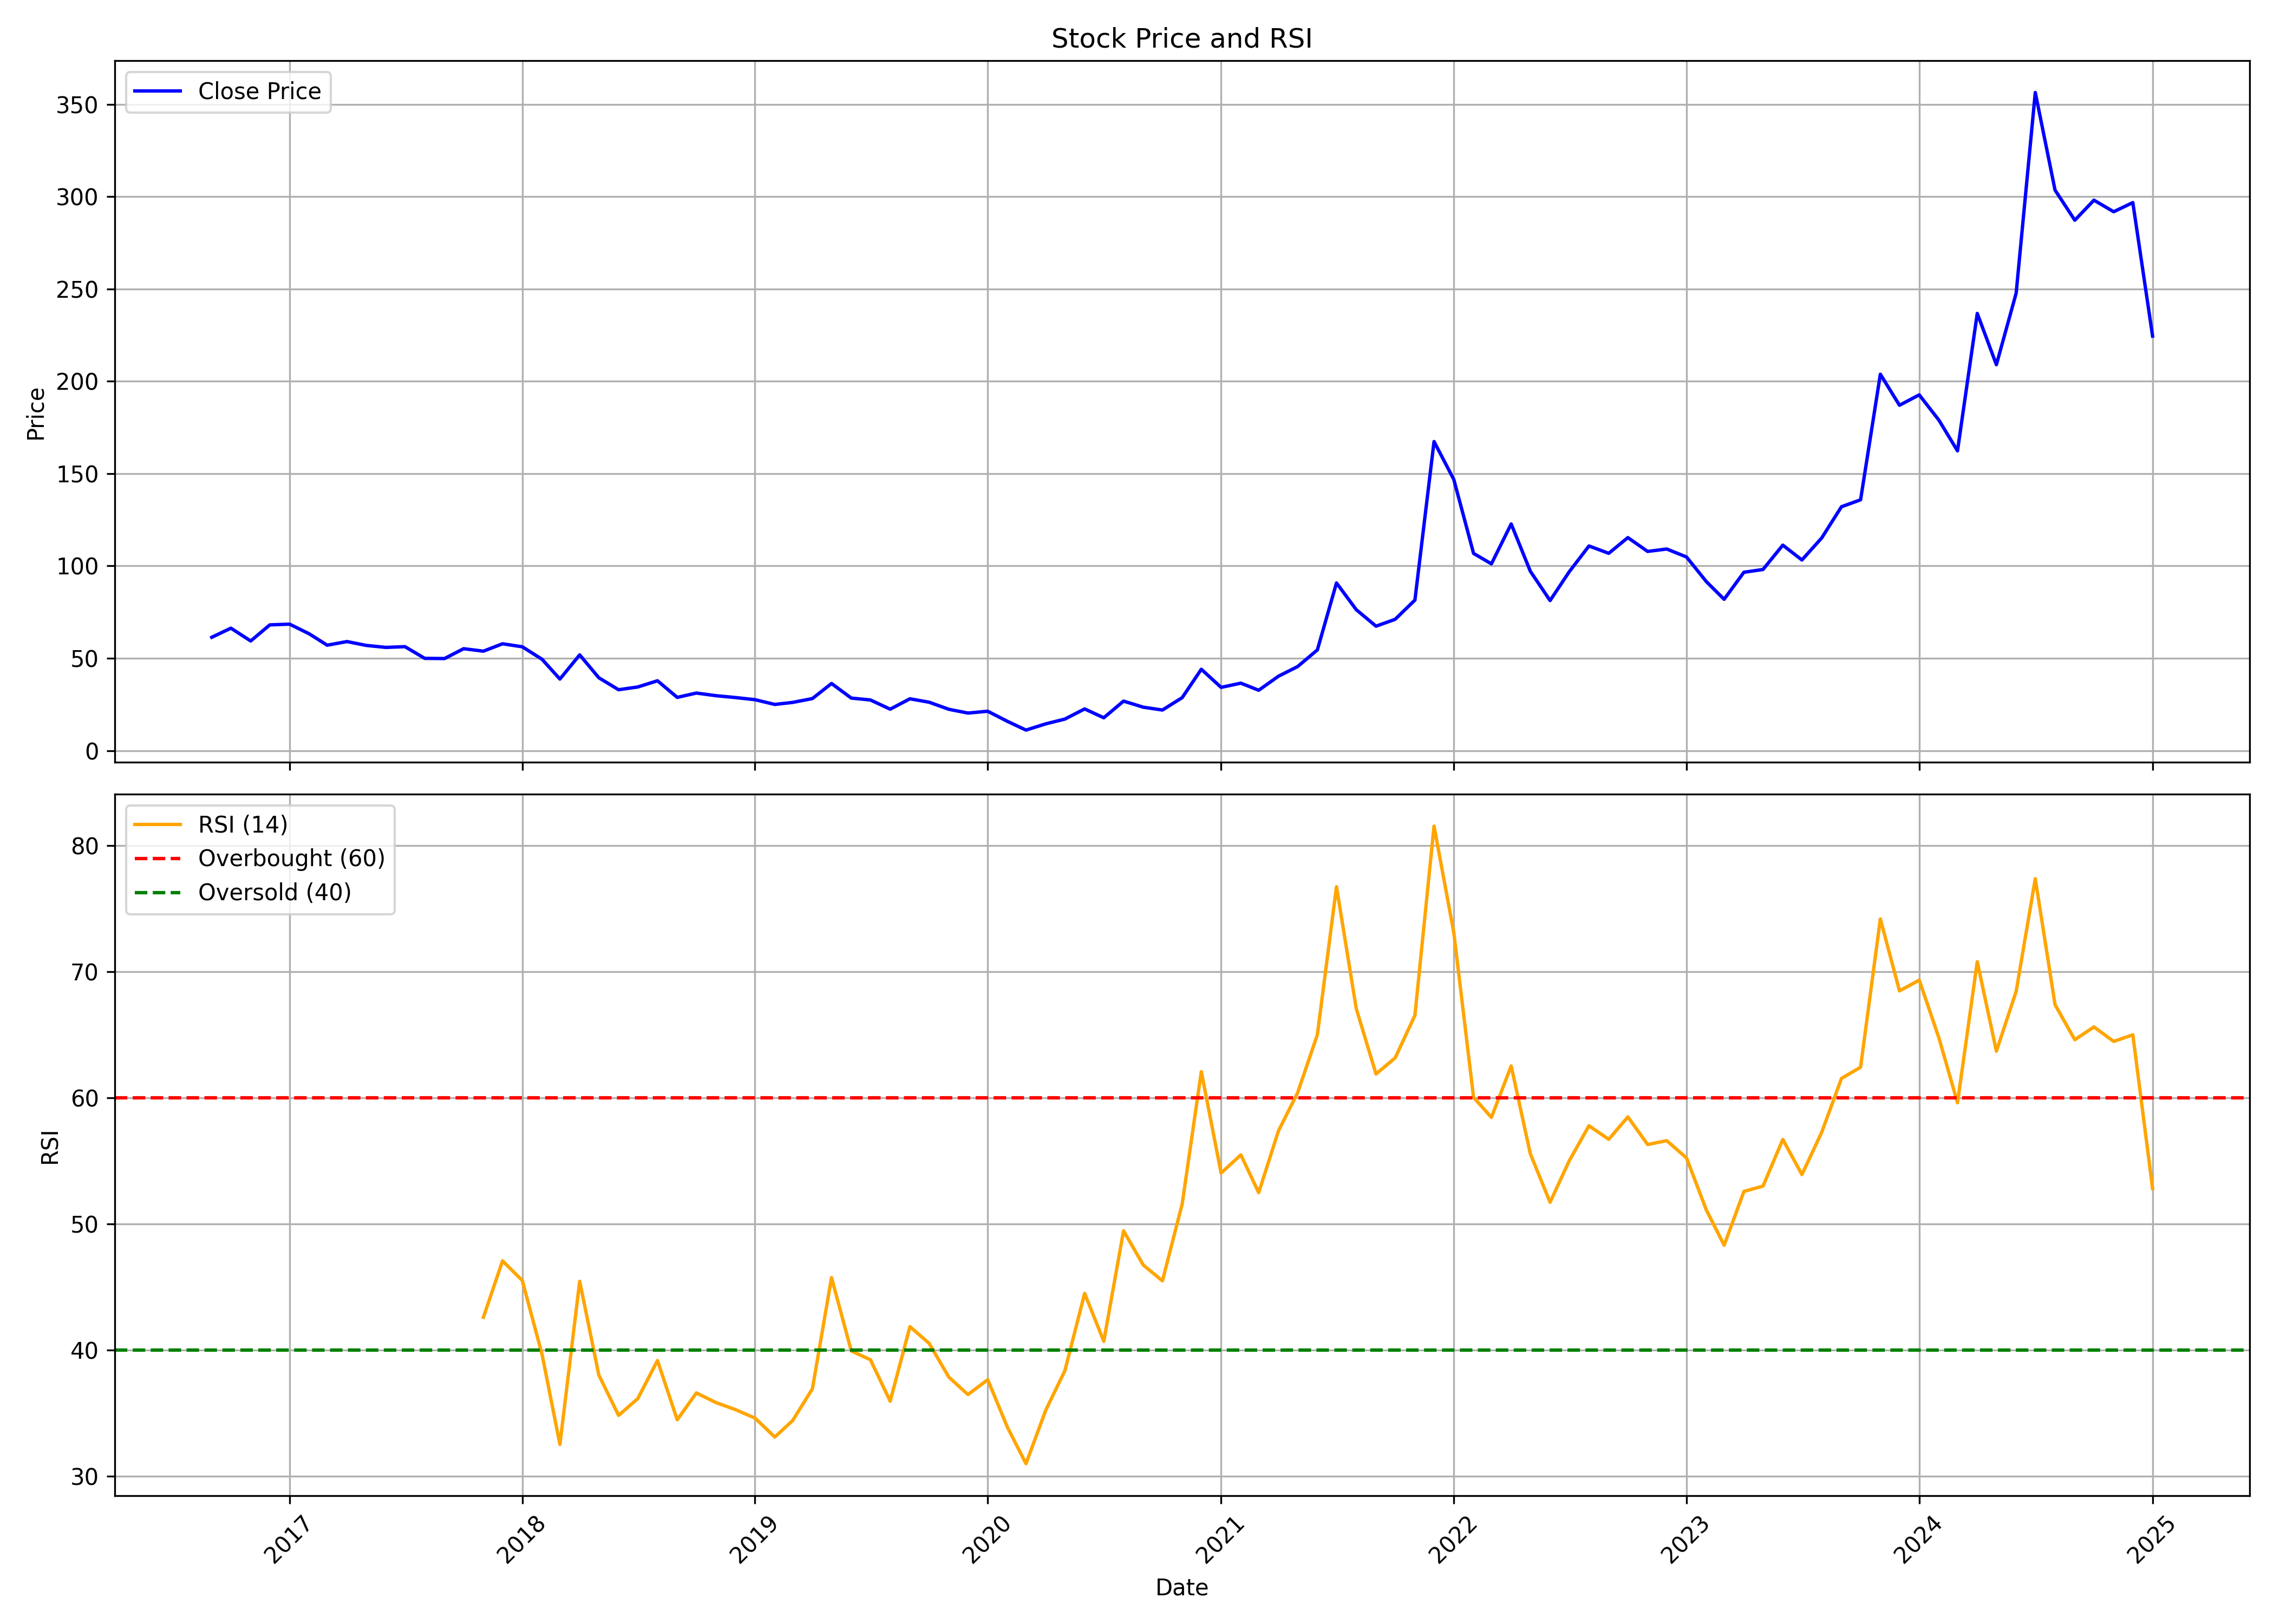 Stock Price and RSI
Close Price
350
300
250
200
150
100
50
0
Price
RSI (14)
Overbought (60)
Oversold (40)
80
70
60
50
40
30
RSI
2017
2018
2019
2020
2021
2022
2023
2024
2025
Date